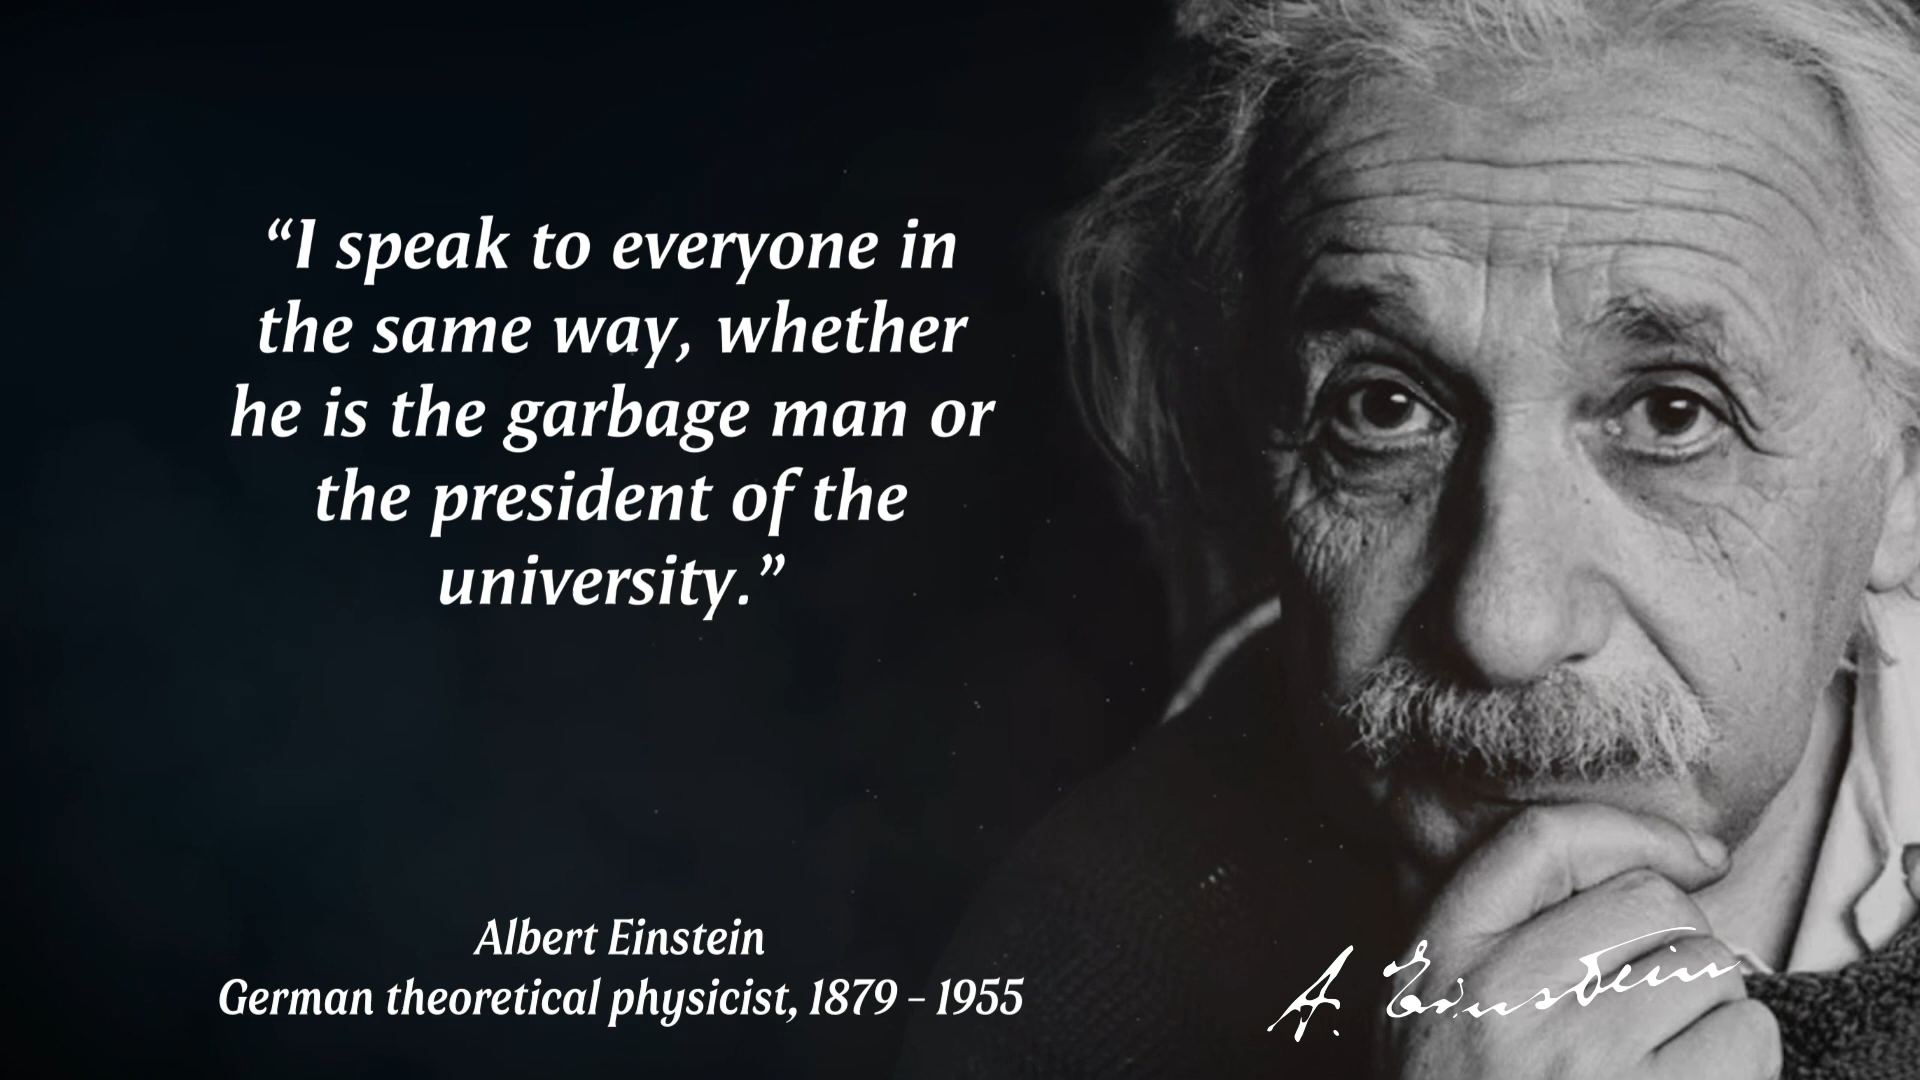 “I speak to everyone in
the same way, whether
he is the garbage man or
the president of the
university.”
Albert Einstein
German theoretical physicist, 1879 – 1955
A. Einstein